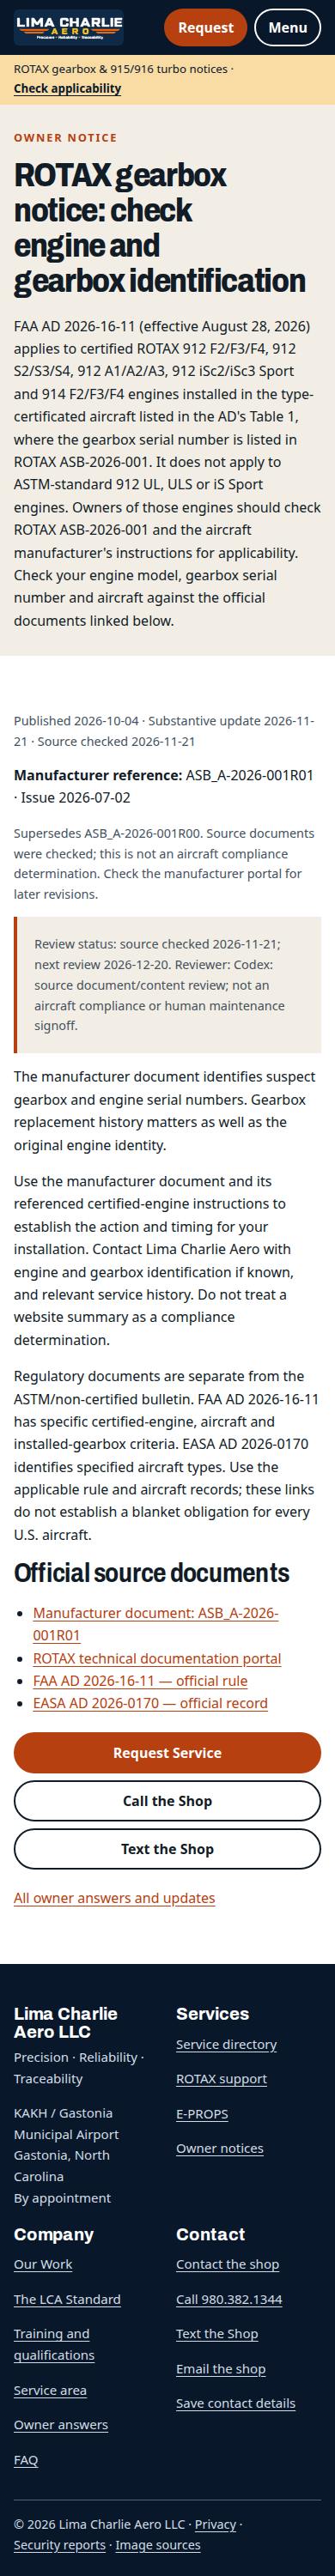 LIMA CHARLIE
AERO
Precision • Reliability • Traceability
Request
Menu
ROTAX gearbox & 915/916 turbo notices ·
Check applicability
OWNER NOTICE
ROTAX gearbox
notice: check
engine and
gearbox identification
FAA AD 2026-16-11 (effective August 28, 2026)
applies to certified ROTAX 912 F2/F3/F4, 912
S2/S3/S4, 912 A1/A2/A3, 912 iSc2/iSc3 Sport
and 914 F2/F3/F4 engines installed in the type-
certificated aircraft listed in the AD's Table 1,
where the gearbox serial number is listed in
ROTAX ASB-2026-001. It does not apply to
ASTM-standard 912 UL, ULS or iS Sport
engines. Owners of those engines should check
ROTAX ASB-2026-001 and the aircraft
manufacturer's instructions for applicability.
Check your engine model, gearbox serial
number and aircraft against the official
documents linked below.
Published 2026-10-04 · Substantive update 2026-11-
21 · Source checked 2026-11-21
Manufacturer reference: ASB_A-2026-001R01
· Issue 2026-07-02
Supersedes ASB_A-2026-001R00. Source documents
were checked; this is not an aircraft compliance
determination. Check the manufacturer portal for
later revisions.
Review status: source checked 2026-11-21;
next review 2026-12-20. Reviewer: Codex:
source document/content review; not an
aircraft compliance or human maintenance
signoff.
The manufacturer document identifies suspect
gearbox and engine serial numbers. Gearbox
replacement history matters as well as the
original engine identity.
Use the manufacturer document and its
referenced certified-engine instructions to
establish the action and timing for your
installation. Contact Lima Charlie Aero with
engine and gearbox identification if known,
and relevant service history. Do not treat a
website summary as a compliance
determination.
Regulatory documents are separate from the
ASTM/non-certified bulletin. FAA AD 2026-16-11
has specific certified-engine, aircraft and
installed-gearbox criteria. EASA AD 2026-0170
identifies specified aircraft types. Use the
applicable rule and aircraft records; these links
do not establish a blanket obligation for every
U.S. aircraft.
Official source documents
• Manufacturer document: ASB_A-2026-
001R01
• ROTAX technical documentation portal
• FAA AD 2026-16-11 — official rule
• EASA AD 2026-0170 — official record
Request Service
Call the Shop
Text the Shop
All owner answers and updates
Lima Charlie
Aero LLC
Precision · Reliability ·
Traceability
KAKH / Gastonia
Municipal Airport
Gastonia, North
Carolina
By appointment
Services
Service directory
ROTAX support
E-PROPS
Owner notices
Company
Our Work
The LCA Standard
Training and
qualifications
Service area
Owner answers
FAQ
Contact
Contact the shop
Call 980.382.1344
Text the Shop
Email the shop
Save contact details
© 2026 Lima Charlie Aero LLC · Privacy ·
Security reports · Image sources